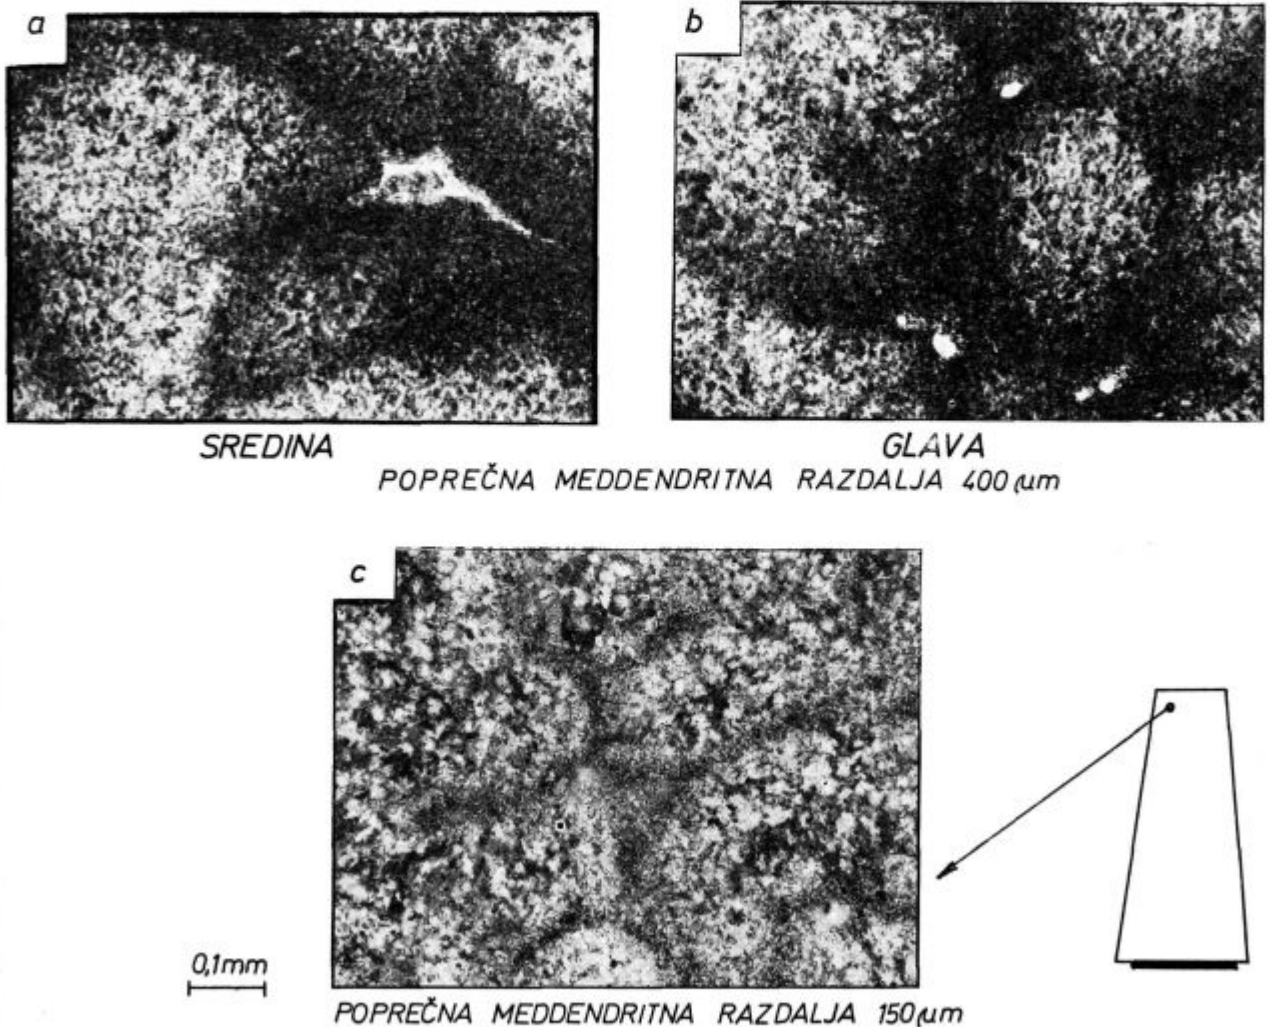 a
b
SREDINA
GLAVA
POPREČNA MEDDENDRITNA RAZDALJA 400 µm
c
0,1mm
POPREČNA MEDDENDRITNA RAZDALJA 150 µm